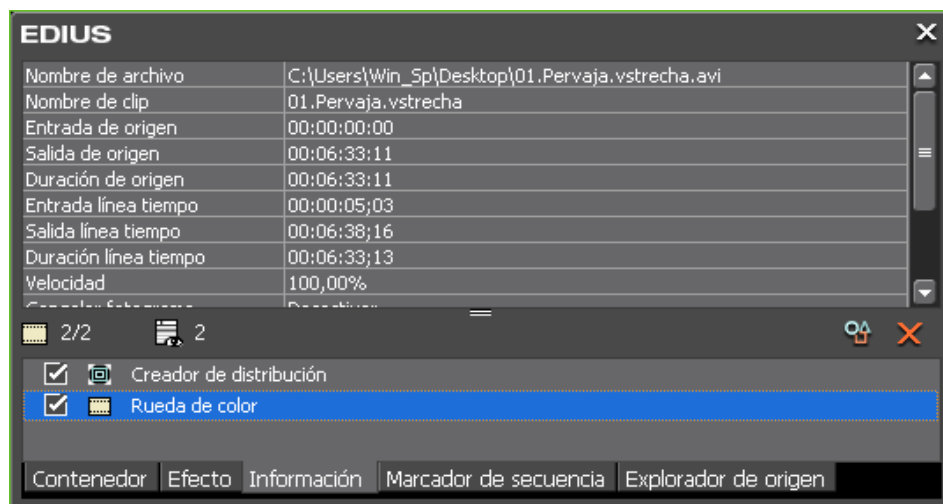 EDIUS
Nombre de archivo C:\Users\Win_Sp\Desktop\01.Pervaja.vstrecha.avi
Nombre de clip 01.Pervaja.vstrecha
Entrada de origen 00:00:00:00
Salida de origen 00:06:33:11
Duración de origen 00:06:33:11
Entrada línea tiempo 00:00:05;03
Salida línea tiempo 00:06:38;16
Duración línea tiempo 00:06:33;13
Velocidad 100,00%
2/2 2
Creador de distribución
Rueda de color
Contenedor Efecto Información Marcador de secuencia Explorador de origen